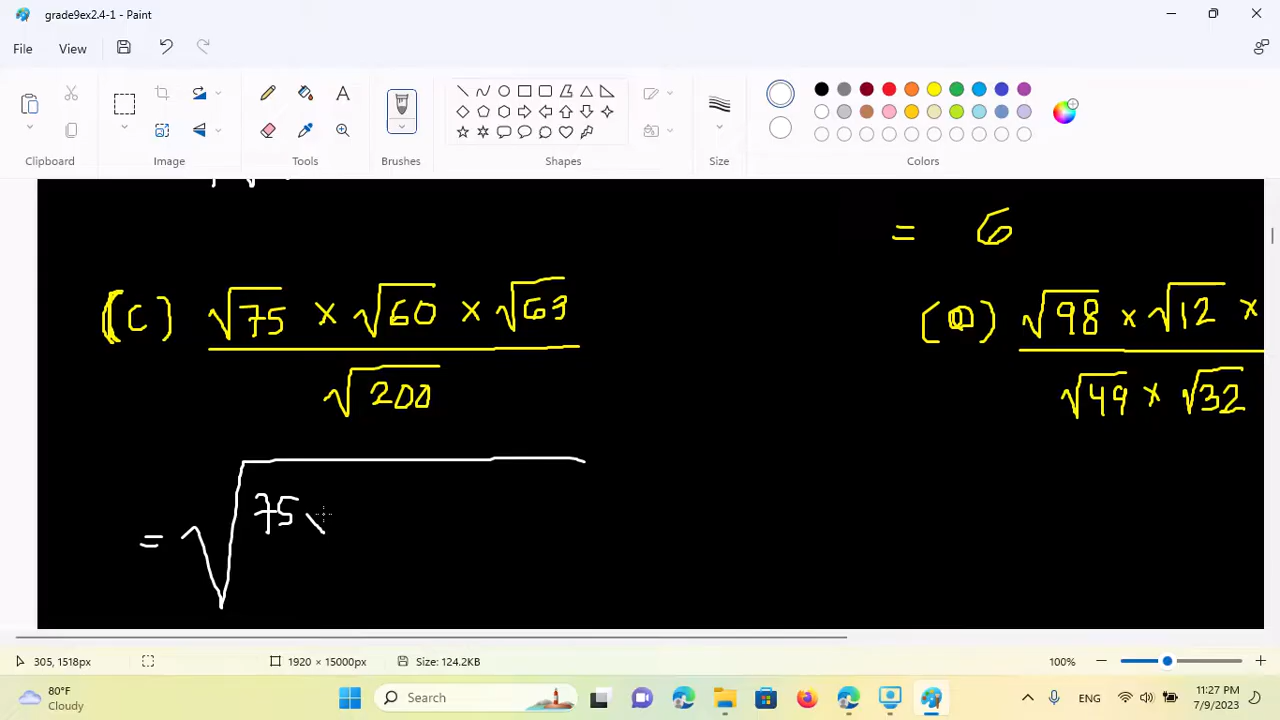 grade9ex2.4-1 - Paint
File View
Clipboard Image Tools Brushes Shapes Size Colors
= 6
(C) √75 × √60 × √63
√200
(D) √98 × √12 ×
√49 × √32
= √75
305, 1518px 1920 × 15000px Size: 124.2KB 100%
80°F
Cloudy
Search
ENG
11:27 PM
7/9/2023